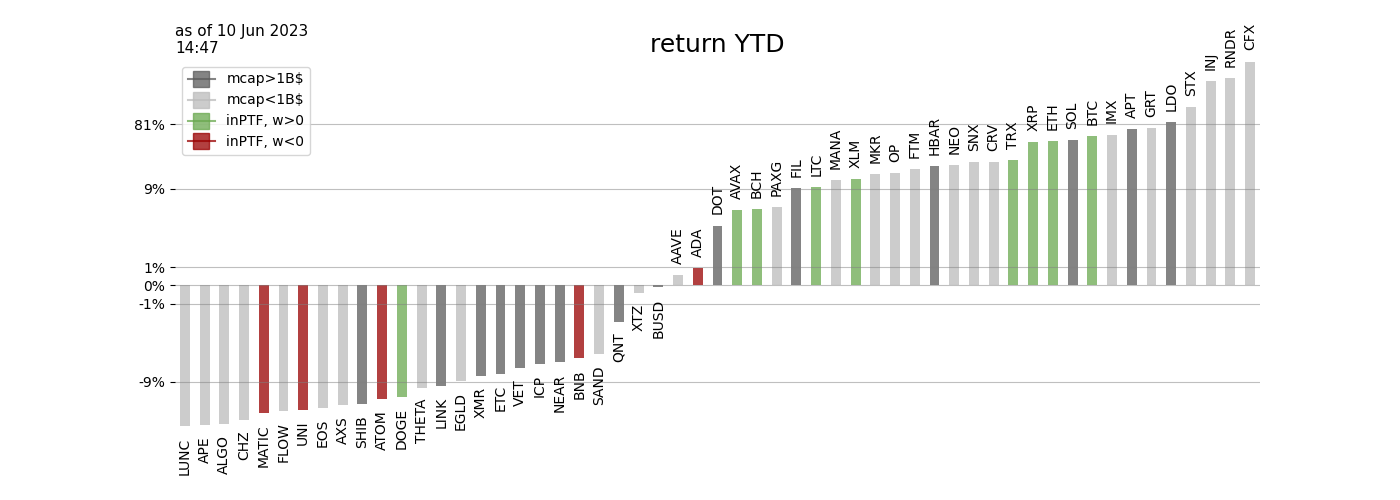 as of 10 Jun 2023
14:47
return YTD
mcap>1B$
mcap<1B$
inPTF, w>0
inPTF, w<0
81%
9%
1%
0%
-1%
-9%
LUNC
APE
ALGO
CHZ
MATIC
FLOW
UNI
EOS
AXS
SHIB
ATOM
DOGE
THETA
LINK
EGLD
XMR
ETC
VET
ICP
NEAR
BNB
SAND
QNT
XTZ
BUSD
AAVE
ADA
DOT
AVAX
BCH
PAXG
FIL
LTC
MANA
XLM
MKR
OP
FTM
HBAR
NEO
SNX
CRV
TRX
XRP
ETH
SOL
BTC
IMX
APT
GRT
LDO
STX
INJ
RNDR
CFX